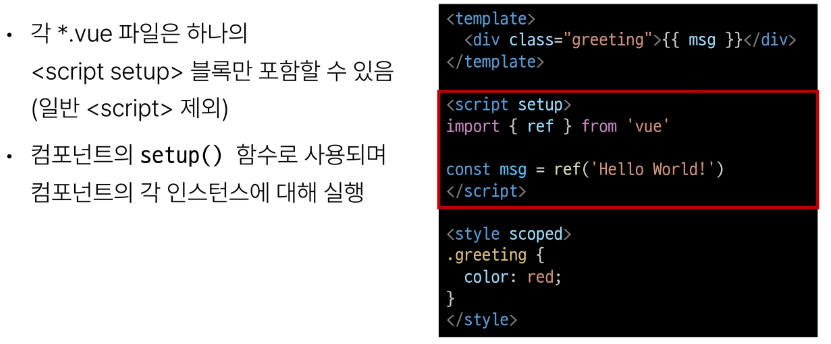 • 각 *.vue 파일은 하나의
<script setup> 블록만 포함할 수 있음
(일반 <script> 제외)
• 컴포넌트의 setup() 함수로 사용되며
컴포넌트의 각 인스턴스에 대해 실행
<template>
  <div class="greeting">{{ msg }}</div>
</template>
<script setup>
import { ref } from 'vue'
const msg = ref('Hello World!')
</script>
<style scoped>
.greeting {
  color: red;
}
</style>